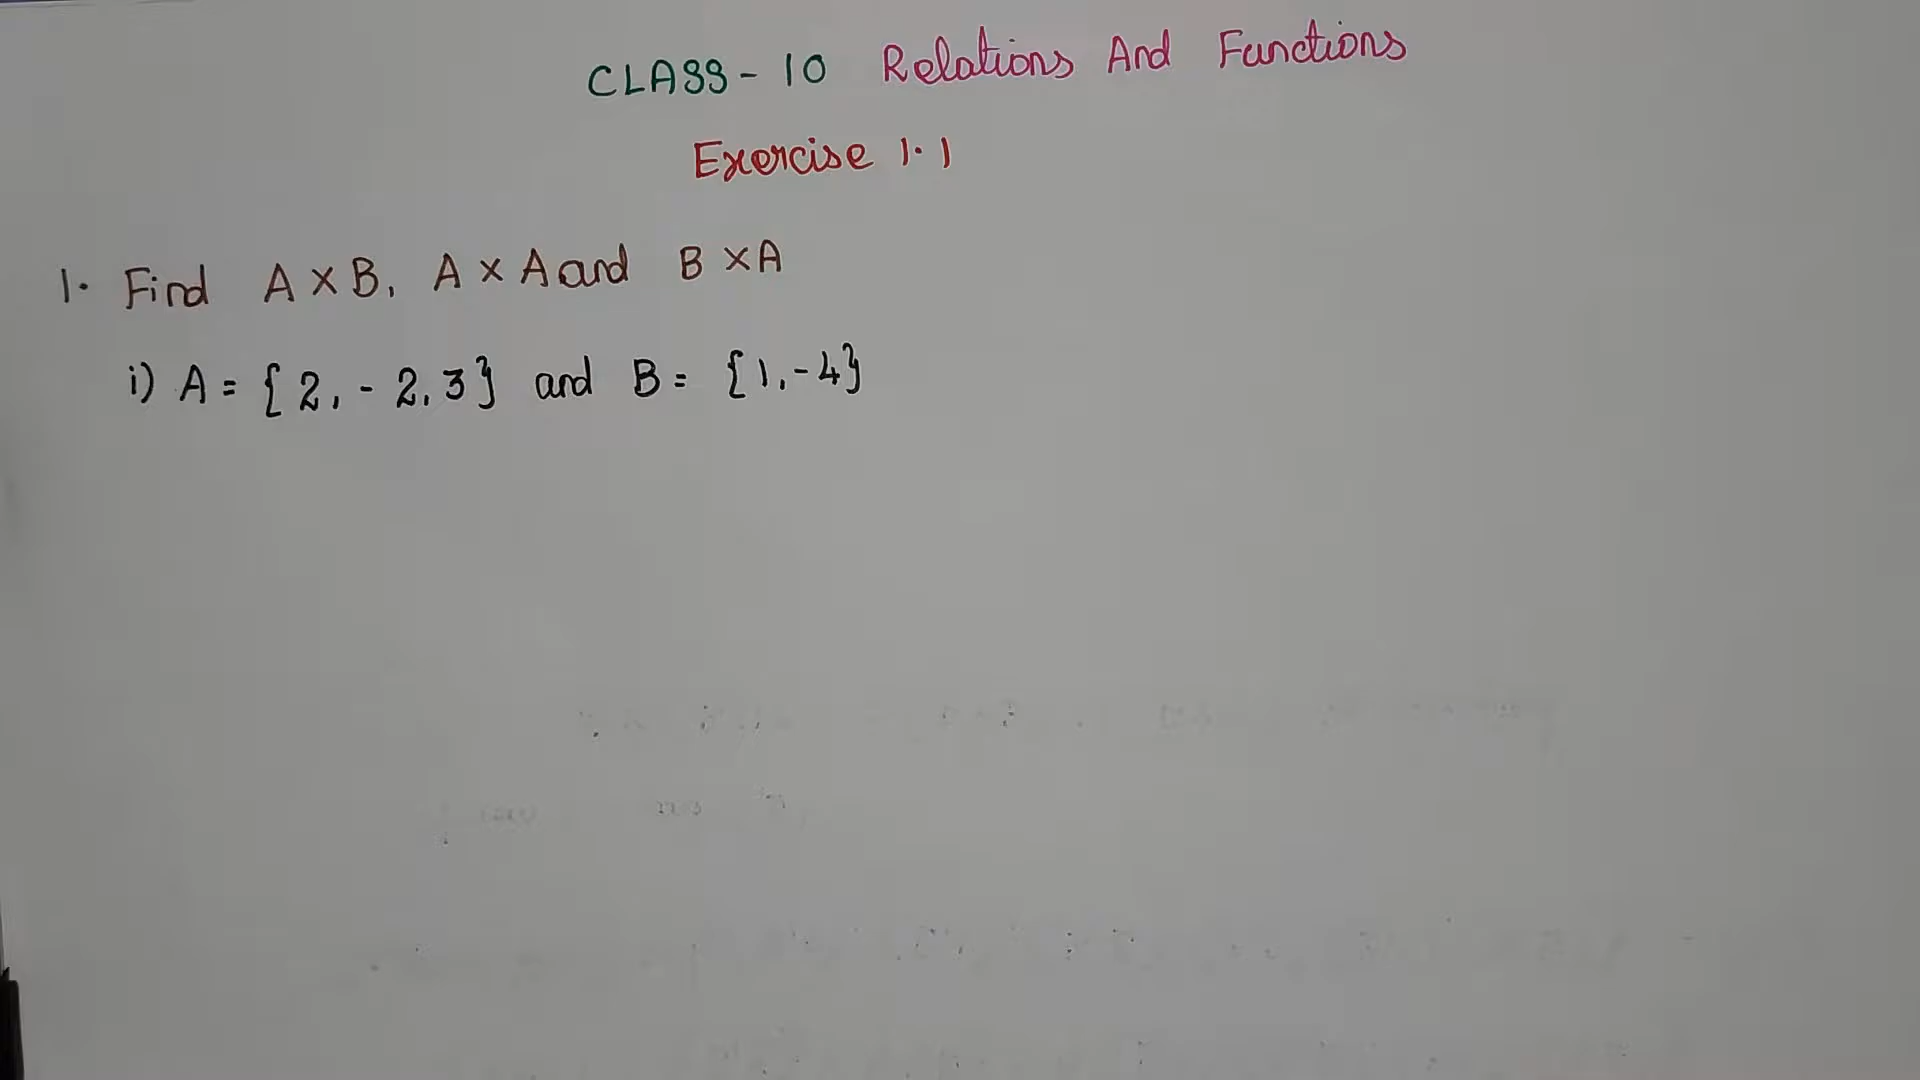 CLASS - 10 Relations And Functions
Exercise 1.1
1. Find A × B, A × A and B × A
i) A = { 2, - 2, 3 } and B = { 1, - 4 }